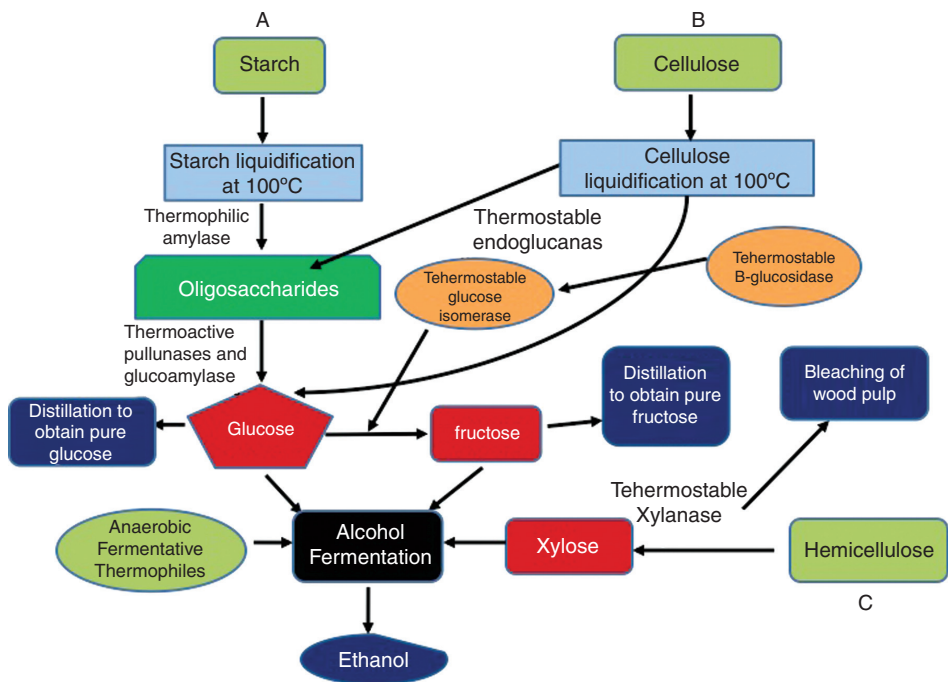 A
Starch
Starch liquidification
at 100ºC
Thermophilic
amylase
Oligosaccharides
Thermoactive
pullunases and
glucoamylase
Distillation to
obtain pure
glucose
Glucose
B
Cellulose
Cellulose
liquidification at 100ºC
Thermostable
endoglucanas
Tehermostable
B-glucosidase
Tehermostable
glucose
isomerase
fructose
Distillation
to obtain pure
fructose
Bleaching of
wood pulp
Tehermostable
Xylanase
Anaerobic
Fermentative
Thermophiles
Alcohol
Fermentation
Xylose
Hemicellulose
C
Ethanol